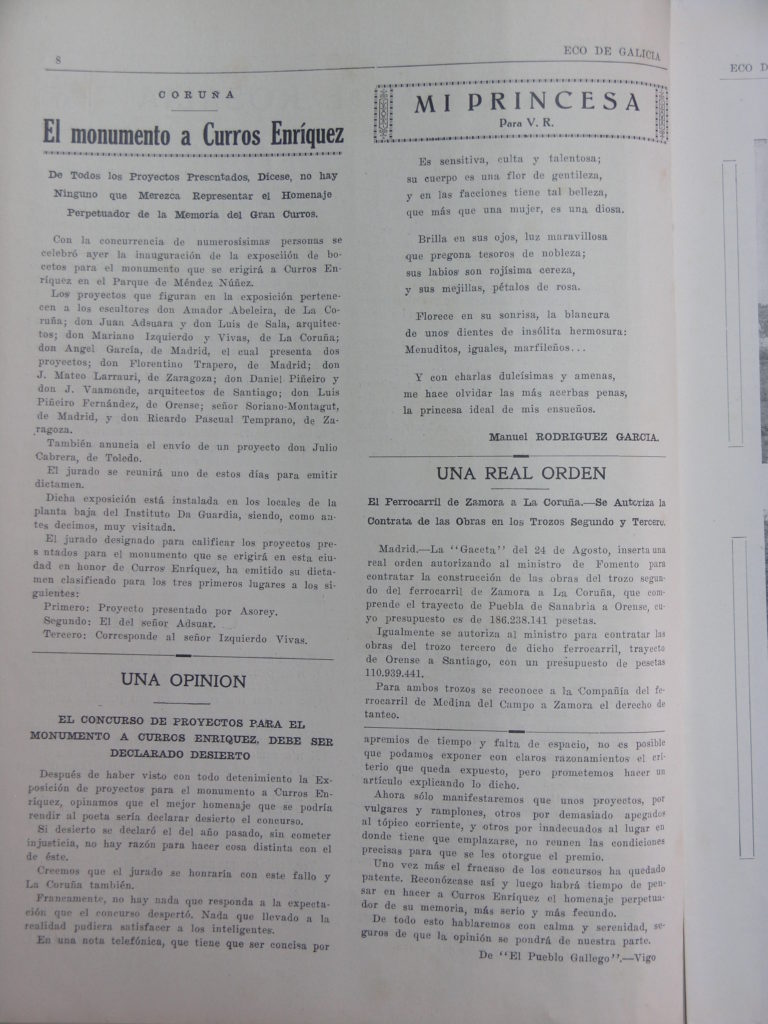 8
ECO DE GALICIA
CORUÑA
El monumento a Curros Enríquez
De Todos los Proyectos Presentados, Dícese, no hay
Ninguno que Merezca Representar el Homenaje
Perpetuador de la Memoria del Gran Curros.
Con la concurrencia de numerosísimas personas se
celebró ayer la inauguración de la exposciión de bo-
cetos para el monumento que se erigirá a Curros En-
ríquez en el Parque de Méndez Núñez.
Los proyectos que figuran en la exposición pertene-
cen a los escultores don Amador Abeleira, de La Co-
ruña; don Juan Adsuara y don Luis de Sala, arquitec-
tos; don Mariano Izquierdo y Vivas, de La Coruña;
don Angel García, de Madrid, el cual presenta dos
proyectos; don Florentino Trapero, de Madrid; don
J. Mateo Larrauri, de Zaragoza; don Daniel Piñeiro y
don J. Vaamonde, arquitectos de Santiago; don Luis
Piñeiro Fernández, de Orense; señor Soriano-Montagut,
de Madrid, y don Ricardo Pascual Temprano, de Za-
ragoza.
También anuncia el envío de un proyecto don Julio
Cabrera, de Toledo.
El jurado se reunirá uno de estos días para emitir
dictamen.
Dicha exposición está instalada en los locales de la
planta baja del Instituto Da Guardia, siendo, como an-
tes decimos, muy visitada.
El jurado designado para calificar los proyectos pre-
s ntados para el monumento que se erigirá en esta ciu-
dad en honor de Curros Enríquez, ha emitido su dicta-
men clasificado para los tres primeros lugares a los si-
guientes:
Primero: Proyecto presentado por Asorey.
Segundo: El del señor Adsuar.
Tercero: Corresponde al señor Izquierdo Vivas.
UNA OPINION
EL CONCURSO DE PROYECTOS PARA EL
MONUMENTO A CURROS ENRIQUEZ, DEBE SER
DECLARADO DESIERTO
Después de haber visto con todo detenimiento la Ex-
posición de proyectos para el monumento a Curros En-
ríquez, opinamos que el mejor homenaje que se podría
rendir al poeta sería declarar desierto el concurso.
Si desierto se declaró el del año pasado, sin cometer
injusticia, no hay razón para hacer cosa distinta con el
de éste.
Creemos que el jurado se honraría con este fallo y
La Coruña también.
Francamente, no hay nada que responda a la expecta-
ción que el concurso despertó. Nada que llevado a la
realidad pudiera satisfacer a los inteligentes.
En una nota telefónica, que tiene que ser concisa por
MI PRINCESA
Para V. R.
Es sensitiva, culta y talentosa;
su cuerpo es una flor de gentileza,
y en las facciones tiene tal belleza,
que más que una mujer, es una diosa.
Brilla en sus ojos, luz maravillosa
que pregona tesoros de nobleza;
sus labios son rojísima cereza,
y sus mejillas, pétalos de rosa.
Florece en su sonrisa, la blancura
de unos dientes de insólita hermosura:
Menuditos, iguales, marfileños...
Y con charlas dulcísimas y amenas,
me hace olvidar las más acerbas penas,
la princesa ideal de mis ensueños.
Manuel RODRIGUEZ GARCIA.
UNA REAL ORDEN
El Ferrocarril de Zamora a La Coruña.—Se Autoriza la
Contrata de las Obras en los Trozos Segundo y Tercero.
Madrid.—La "Gaceta" del 24 de Agosto, inserta una
real orden autorizando al ministro de Fomento para
contratar la construcción de las obras del trozo segun-
do del ferrocarril de Zamora a La Coruña, que com-
prende el trayecto de Puebla de Sanabria a Orense, cu-
yo presupuesto es de 186.238.141 pesetas.
Igualmente se autoriza al ministro para contratar las
obras del trozo tercero de dicho ferrocarril, trayecto
de Orense a Santiago, con un presupuesto de pesetas
110.939.441.
Para ambos trozos se reconoce a la Compañía del fe-
rrocarril de Medina del Campo a Zamora el derecho de
tanteo.
apremios de tiempo y falta de espacio, no es posible
que podamos exponer con claros razonamientos el cri-
terio que queda expuesto, pero prometemos hacer un
artículo explicando lo dicho.
Ahora sólo manifestaremos que unos proyectos, por
vulgares y ramplones, otros por demasiado apegados
al tópico corriente, y otros por inadecuados al lugar en
donde tiene que emplazarse, no reunen las condiciones
precisas para que se les otorgue el premio.
Uno vez más el fracaso de los concursos ha quedado
patente. Reconózcase así y luego habrá tiempo de pen-
sar en hacer a Curros Enríquez el homenaje perpetua-
dor de su memoria, más serio y más fecundo.
De todo esto hablaremos con calma y serenidad, se-
guros de que la opinión se pondrá de nuestra parte.
De "El Pueblo Gallego".—Vigo
ECO D